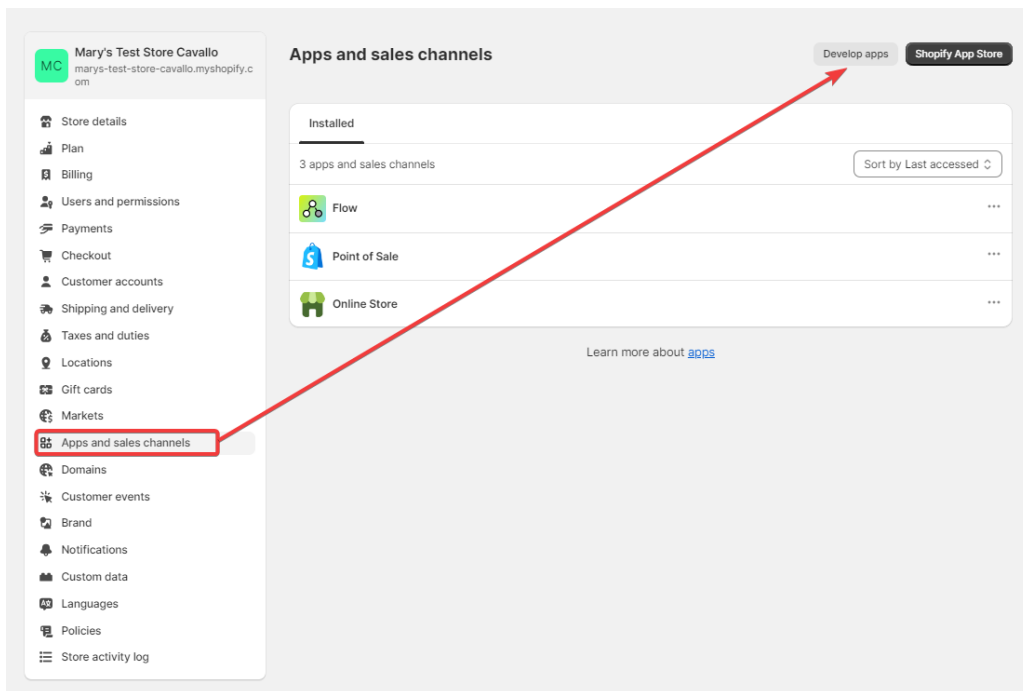 MC
Mary's Test Store Cavallo
marys-test-store-cavallo.myshopify.c
om
Store details
Plan
Billing
Users and permissions
Payments
Checkout
Customer accounts
Shipping and delivery
Taxes and duties
Locations
Gift cards
Markets
Apps and sales channels
Domains
Customer events
Brand
Notifications
Custom data
Languages
Policies
Store activity log
Apps and sales channels
Develop apps
Shopify App Store
Installed
3 apps and sales channels
Sort by Last accessed
Flow
Point of Sale
Online Store
Learn more about apps